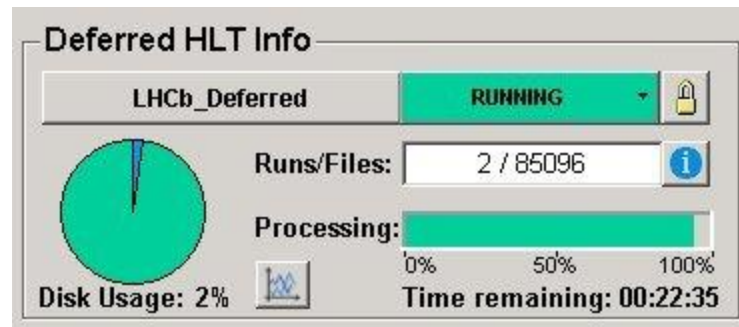 Deferred HLT Info
LHCb_Deferred RUNNING
Runs/Files: 2 / 85096
Processing:
0% 50% 100%
Disk Usage: 2% Time remaining: 00:22:35